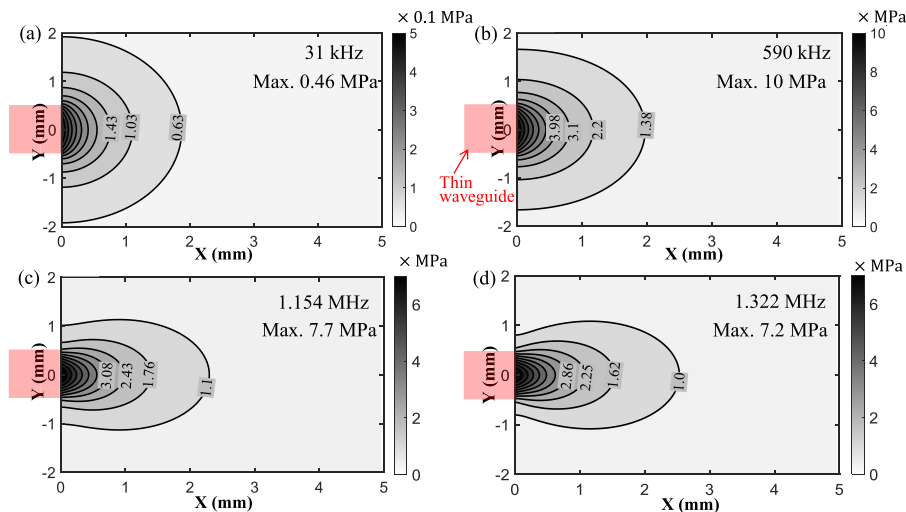 (a)
× 0.1 MPa
31 kHz
Max. 0.46 MPa
1.43
1.03
0.63
2
1
0
-1
-2
Y (mm)
0 1 2 3 4 5
X (mm)
5
4
3
2
1
0
(b)
× MPa
590 kHz
Max. 10 MPa
3.98
3.1
2.2
1.38
Thin
waveguide
2
1
0
-1
-2
Y (mm)
0 1 2 3 4 5
X (mm)
10
8
6
4
2
0
(c)
× MPa
1.154 MHz
Max. 7.7 MPa
3.08
2.43
1.76
1.1
2
1
0
-1
-2
Y (mm)
0 1 2 3 4 5
X (mm)
6
4
2
0
(d)
× MPa
1.322 MHz
Max. 7.2 MPa
2.86
2.25
1.62
1.0
2
1
0
-1
-2
Y (mm)
0 1 2 3 4 5
X (mm)
6
4
2
0